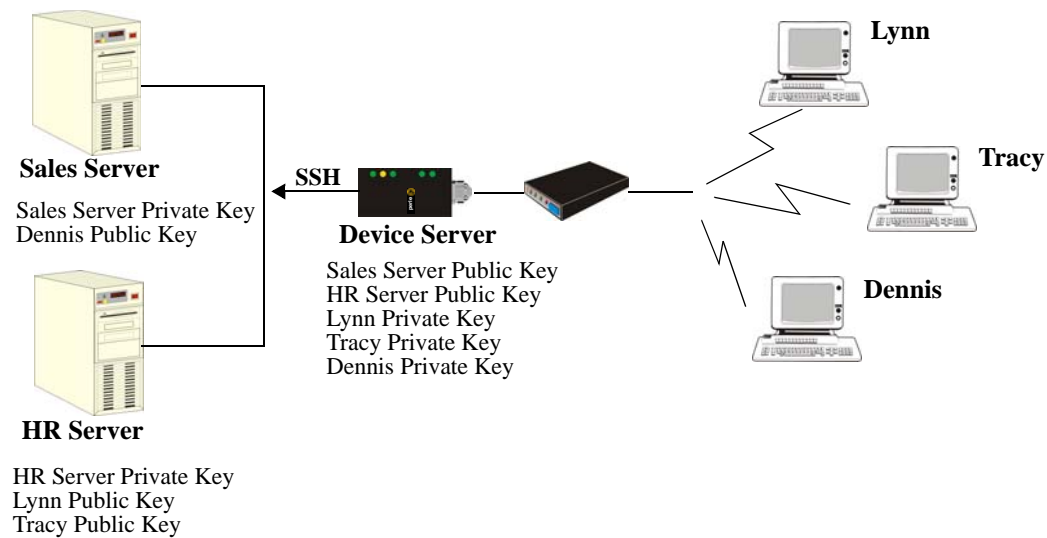 Lynn
Tracy
Dennis
Sales Server
Sales Server Private Key
Dennis Public Key
SSH
perle
Device Server
Sales Server Public Key
HR Server Public Key
Lynn Private Key
Tracy Private Key
Dennis Private Key
HR Server
HR Server Private Key
Lynn Public Key
Tracy Public Key